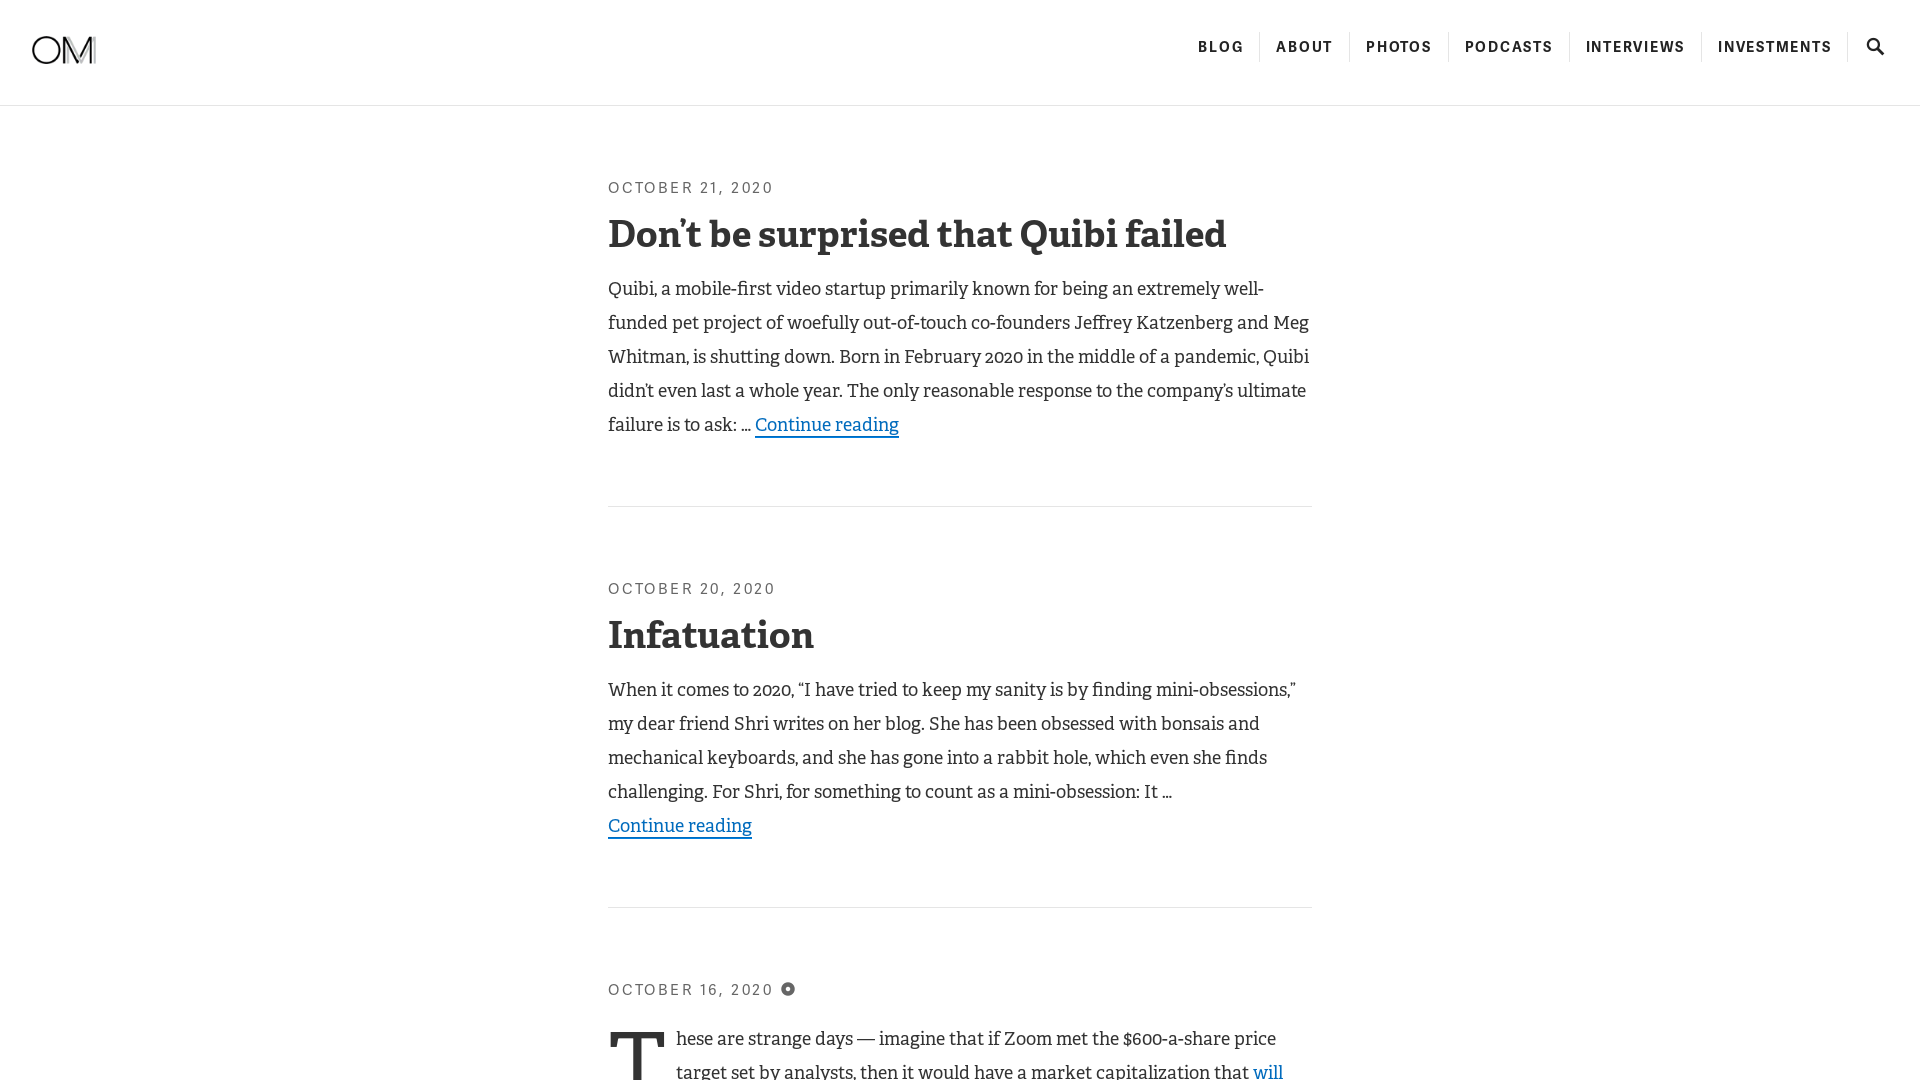 OM
BLOG
ABOUT
PHOTOS
PODCASTS
INTERVIEWS
INVESTMENTS
OCTOBER 21, 2020
Don’t be surprised that Quibi failed
Quibi, a mobile-first video startup primarily known for being an extremely well-
funded pet project of woefully out-of-touch co-founders Jeffrey Katzenberg and Meg
Whitman, is shutting down. Born in February 2020 in the middle of a pandemic, Quibi
didn’t even last a whole year. The only reasonable response to the company’s ultimate
failure is to ask: … Continue reading
OCTOBER 20, 2020
Infatuation
When it comes to 2020, “I have tried to keep my sanity is by finding mini-obsessions,”
my dear friend Shri writes on her blog. She has been obsessed with bonsais and
mechanical keyboards, and she has gone into a rabbit hole, which even she finds
challenging. For Shri, for something to count as a mini-obsession: It …
Continue reading
OCTOBER 16, 2020
These are strange days — imagine that if Zoom met the $600-a-share price
target set by analysts, then it would have a market capitalization that will